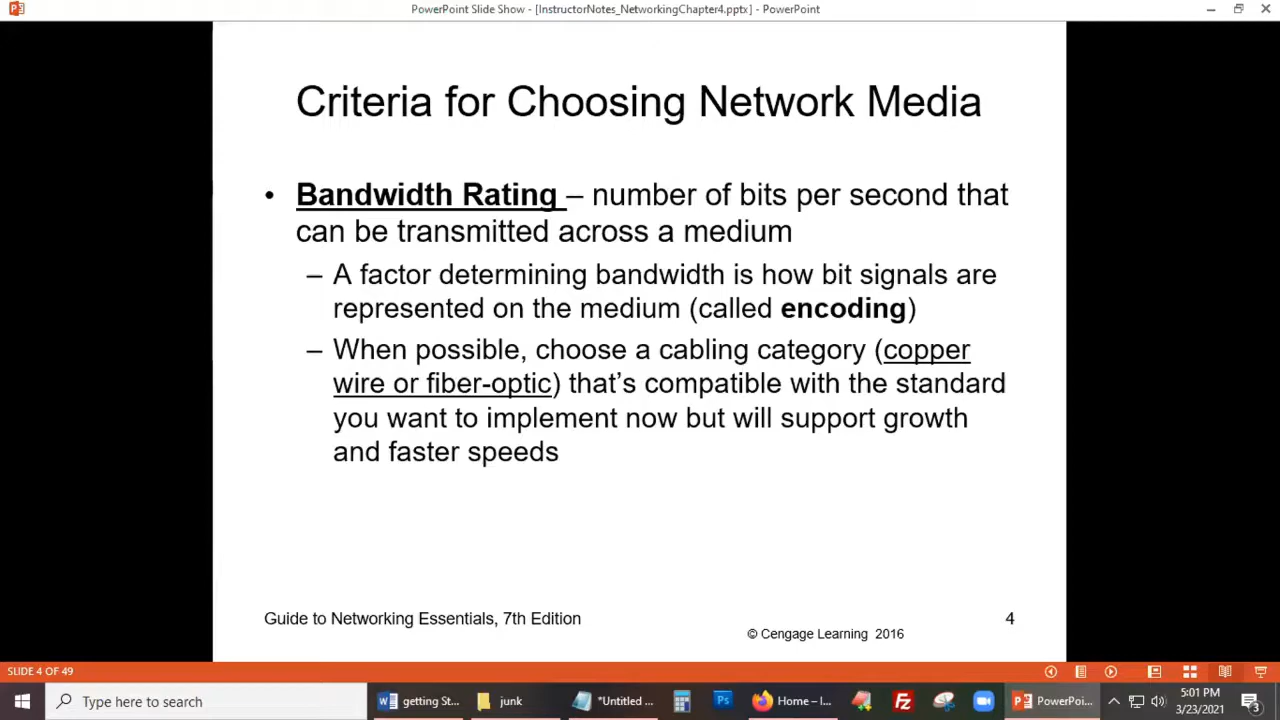 PowerPoint Slide Show - [InstructorNotes_NetworkingChapter4.pptx] - PowerPoint
Criteria for Choosing Network Media
• Bandwidth Rating – number of bits per second that
can be transmitted across a medium
– A factor determining bandwidth is how bit signals are
represented on the medium (called encoding)
– When possible, choose a cabling category (copper
wire or fiber-optic) that's compatible with the standard
you want to implement now but will support growth
and faster speeds
Guide to Networking Essentials, 7th Edition
4
© Cengage Learning 2016
SLIDE 4 OF 49
Type here to search
getting St...
junk
*Untitled ...
Ps
Home – I...
Fz
PowerPoi...
5:01 PM
3/23/2021
3